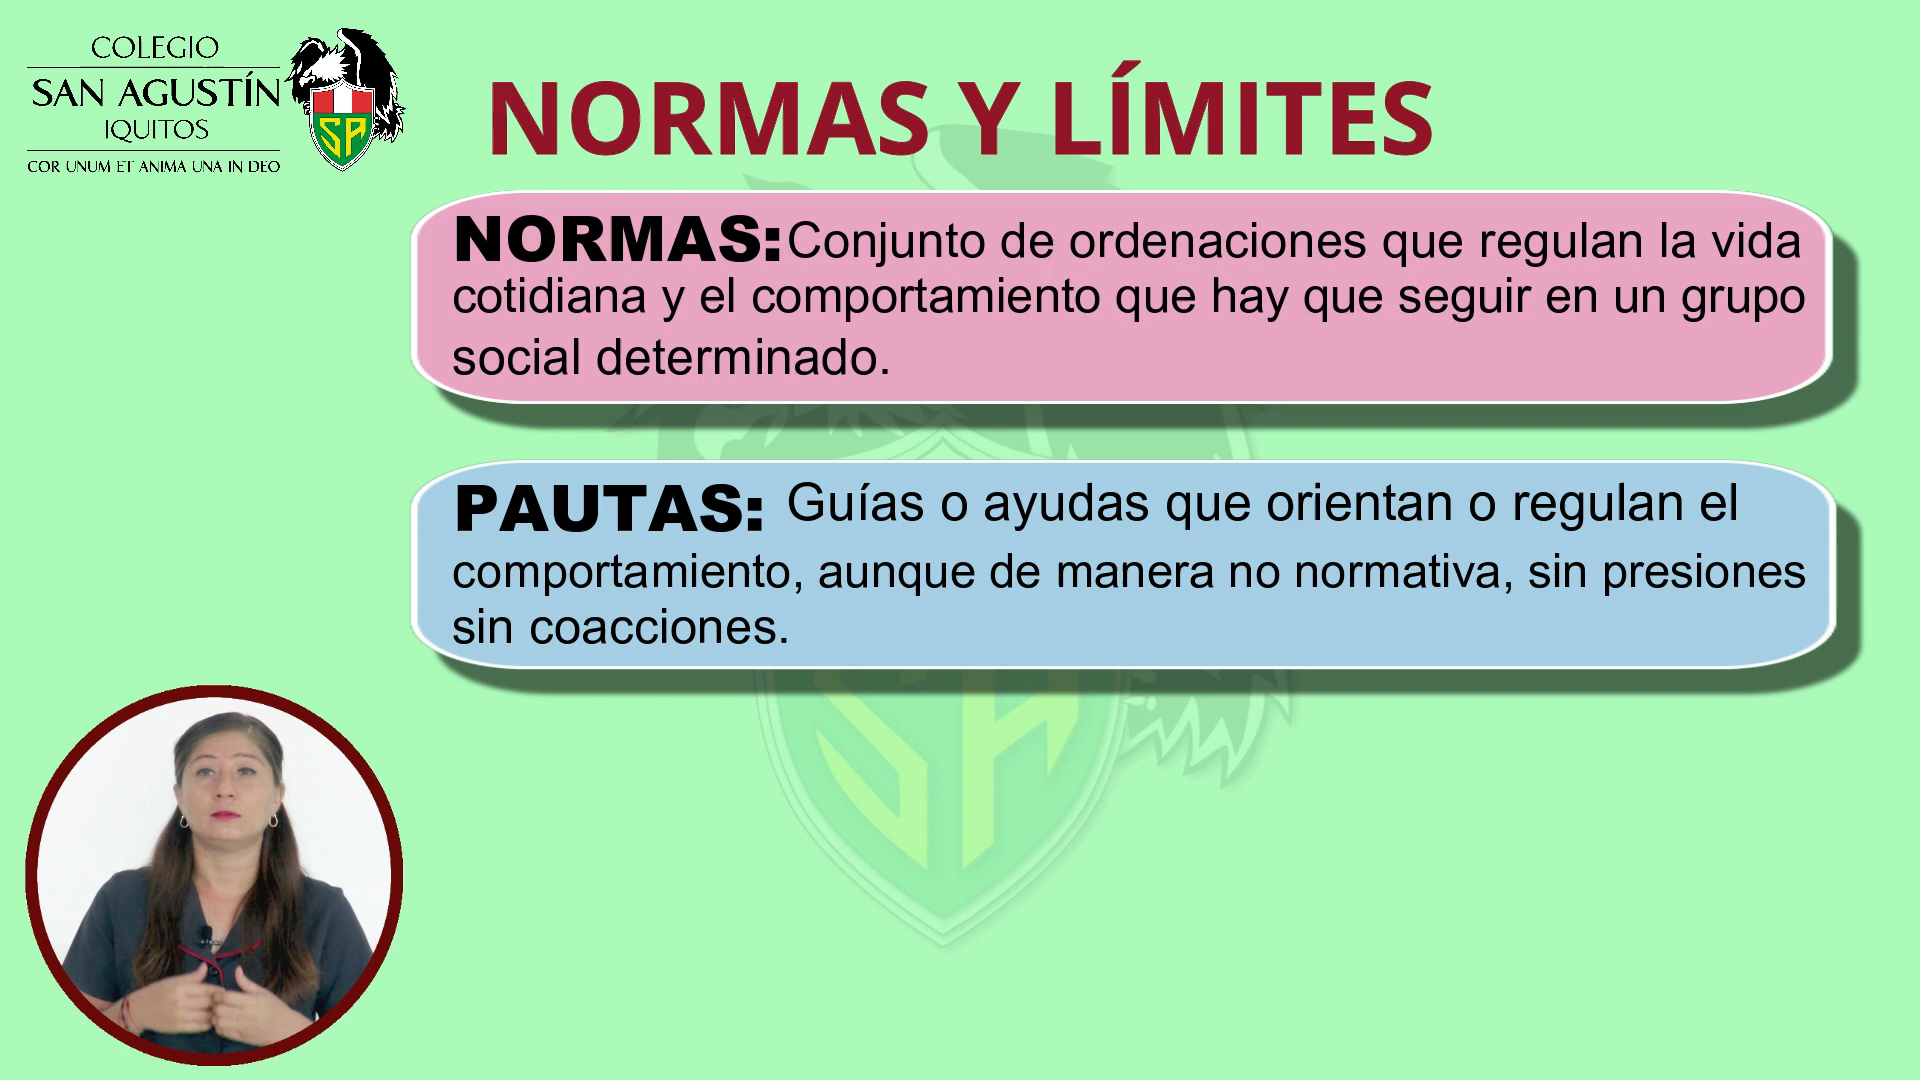 COLEGIO
SAN AGUSTÍN
IQUITOS
COR UNUM ET ANIMA UNA IN DEO
SA
NORMAS Y LÍMITES
NORMAS: Conjunto de ordenaciones que regulan la vida
cotidiana y el comportamiento que hay que seguir en un grupo
social determinado.
PAUTAS: Guías o ayudas que orientan o regulan el
comportamiento, aunque de manera no normativa, sin presiones
sin coacciones.
SA